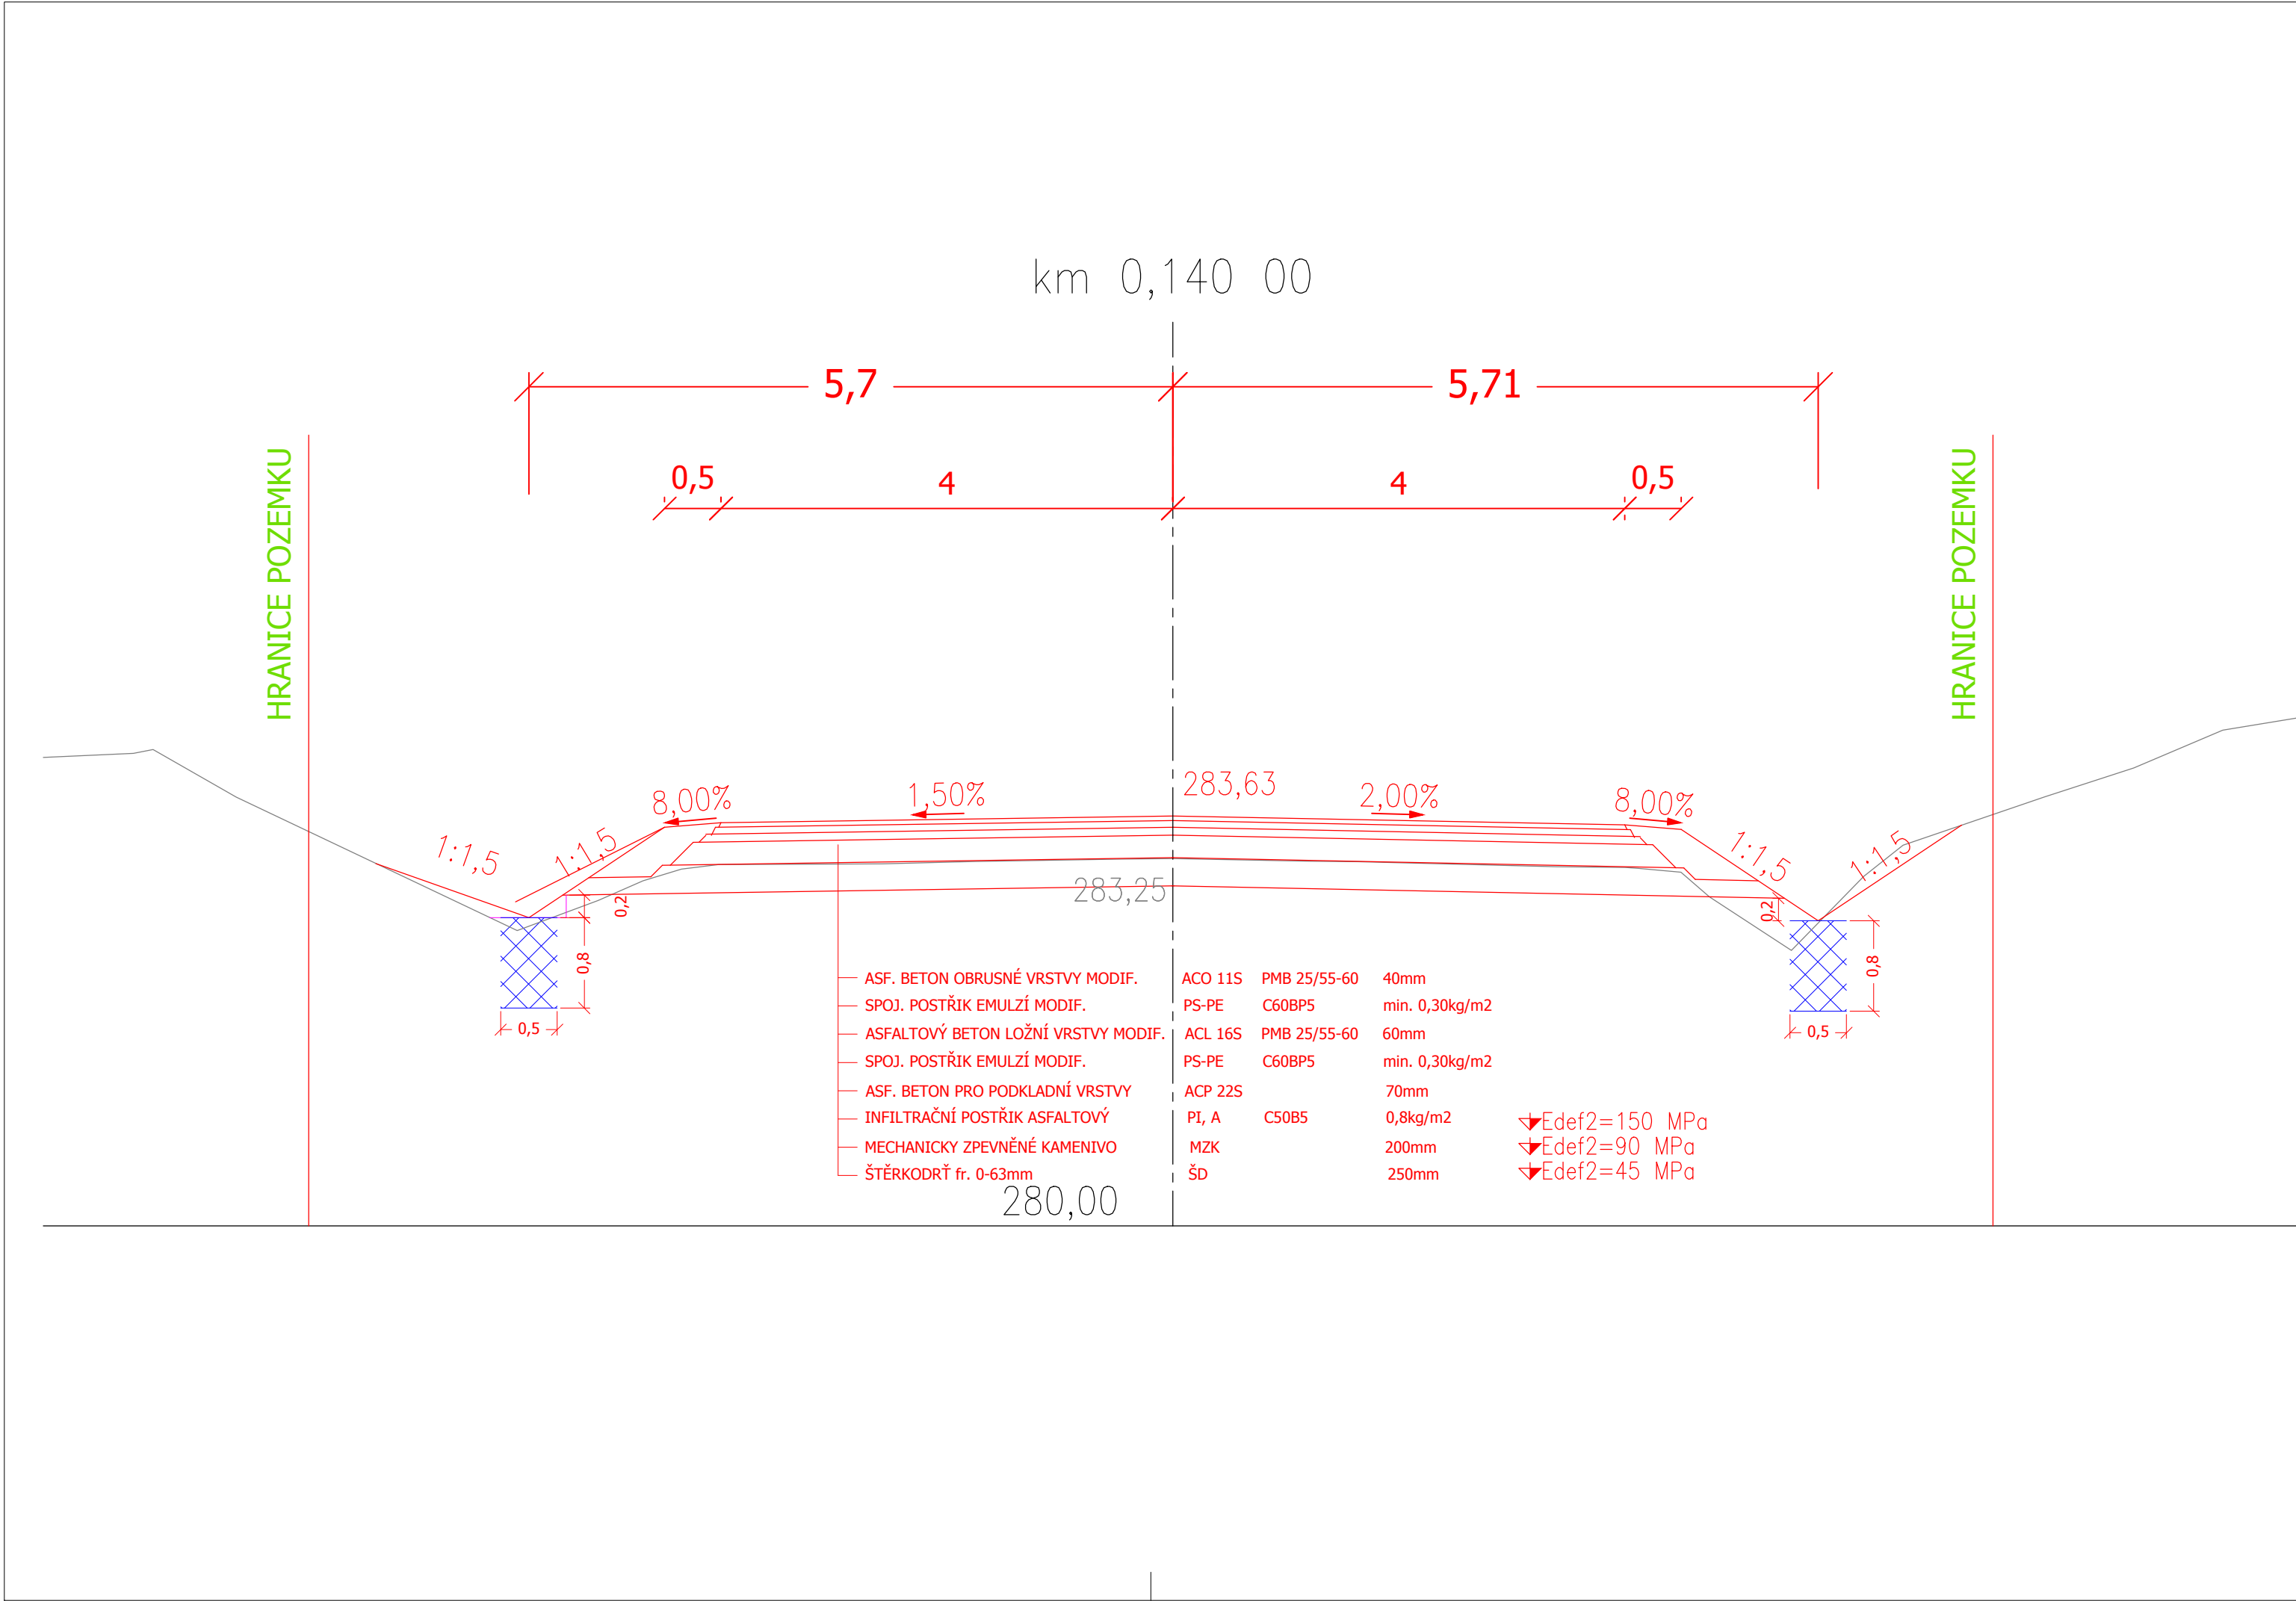 km 0,140 00
5,7
5,71
0,5
4
4
0,5
HRANICE POZEMKU
HRANICE POZEMKU
1:1,5
1:1,5
8,00%
1,50%
283,63
2,00%
8,00%
1:1,5
1:1,5
283,25
0,2
0,2
0,8
0,8
0,5
0,5
ASF. BETON OBRUSNÉ VRSTVY MODIF. ACO 11S PMB 25/55-60 40mm
SPOJ. POSTŘIK EMULZÍ MODIF. PS-PE C60BP5 min. 0,30kg/m2
ASFALTOVÝ BETON LOŽNÍ VRSTVY MODIF. ACL 16S PMB 25/55-60 60mm
SPOJ. POSTŘIK EMULZÍ MODIF. PS-PE C60BP5 min. 0,30kg/m2
ASF. BETON PRO PODKLADNÍ VRSTVY ACP 22S 70mm
INFILTRAČNÍ POSTŘIK ASFALTOVÝ PI, A C50B5 0,8kg/m2 Edef2=150 MPa
MECHANICKY ZPEVNĚNÉ KAMENIVO MZK 200mm Edef2=90 MPa
ŠTĚRKODRŤ fr. 0-63mm ŠD 250mm Edef2=45 MPa
280,00